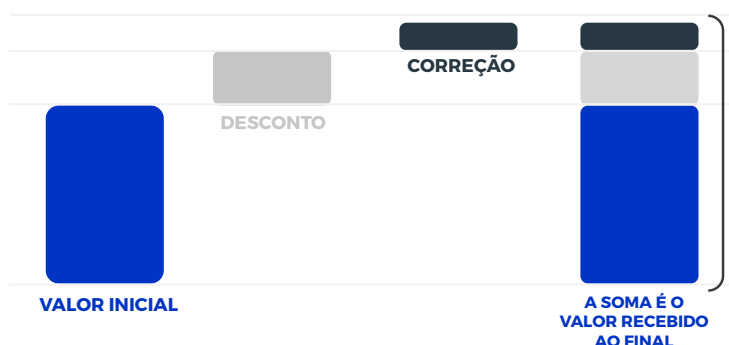 CORREÇÃO
DESCONTO
VALOR INICIAL
A SOMA É O
VALOR RECEBIDO
AO FINAL